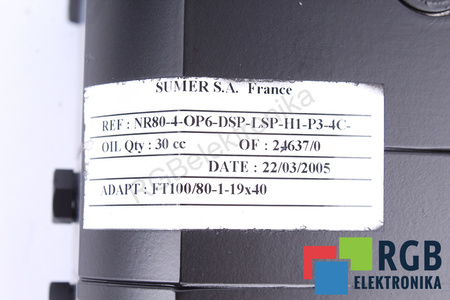 SUMER S.A. France
REF : NR80-4-OP6-DSP-LSP-H1-P3-4C-
OIL Qty : 30 cc OF : 24637/0
DATE : 22/03/2005
ADAPT : FT100/80-1-19x40
RGBelektronika
RGB
ELEKTRONIKA